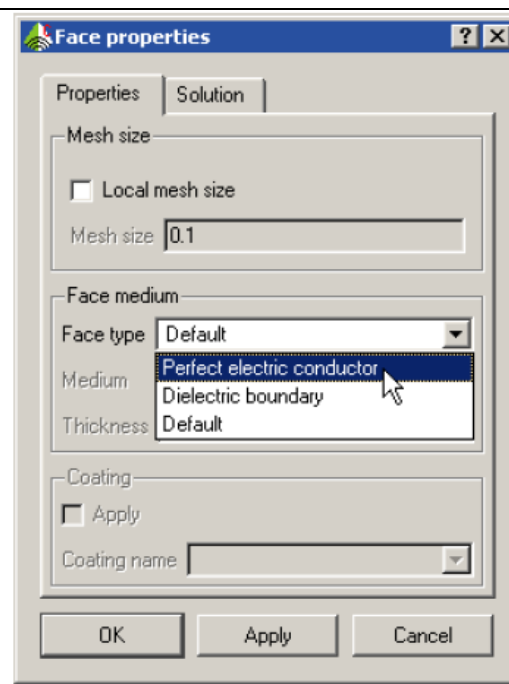 Face properties
Properties Solution
Mesh size
Local mesh size
Mesh size 0.1
Face medium
Face type Default
Perfect electric conductor
Medium
Dielectric boundary
Thickness Default
Coating
Apply
Coating name
OK Apply Cancel